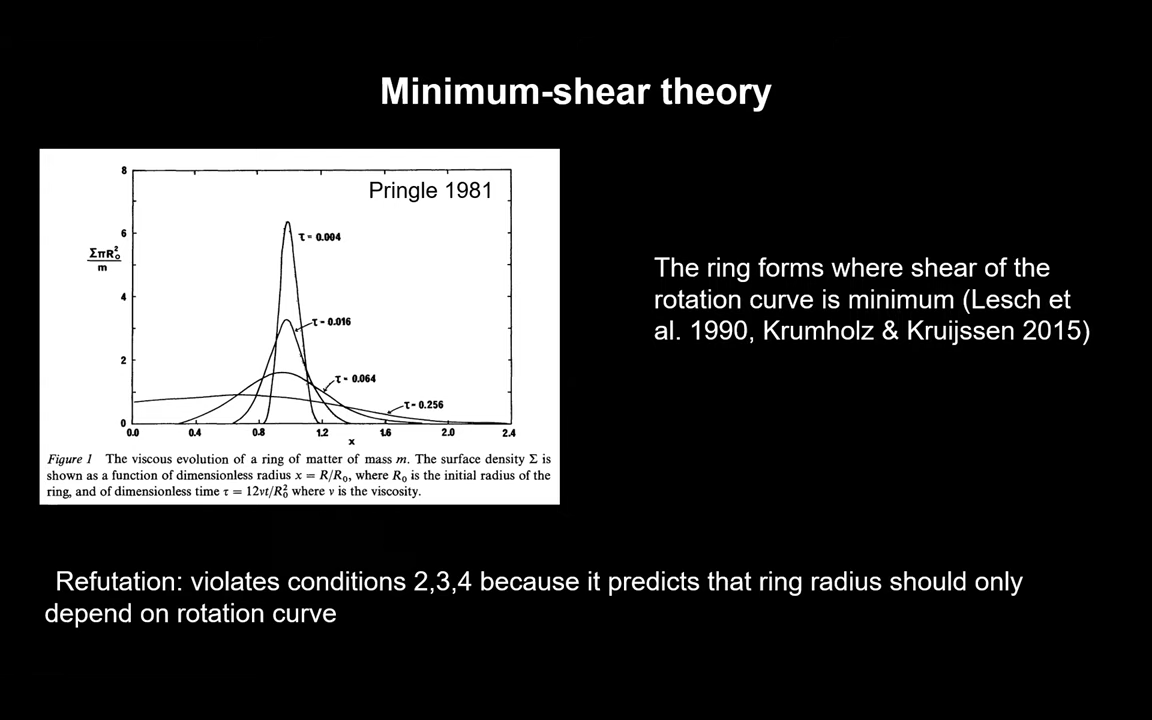 Minimum-shear theory
Pringle 1981
8
6
4
2
0
ΣπR₀²
m
τ = 0.004
τ = 0.016
τ = 0.064
τ = 0.256
0.0 0.4 0.8 1.2 1.6 2.0 2.4
x
Figure 1 The viscous evolution of a ring of matter of mass m. The surface density Σ is
shown as a function of dimensionless radius x = R/R₀, where R₀ is the initial radius of the
ring, and of dimensionless time τ = 12νt/R₀² where ν is the viscosity.
The ring forms where shear of the
rotation curve is minimum (Lesch et
al. 1990, Krumholz & Kruijssen 2015)
Refutation: violates conditions 2,3,4 because it predicts that ring radius should only
depend on rotation curve